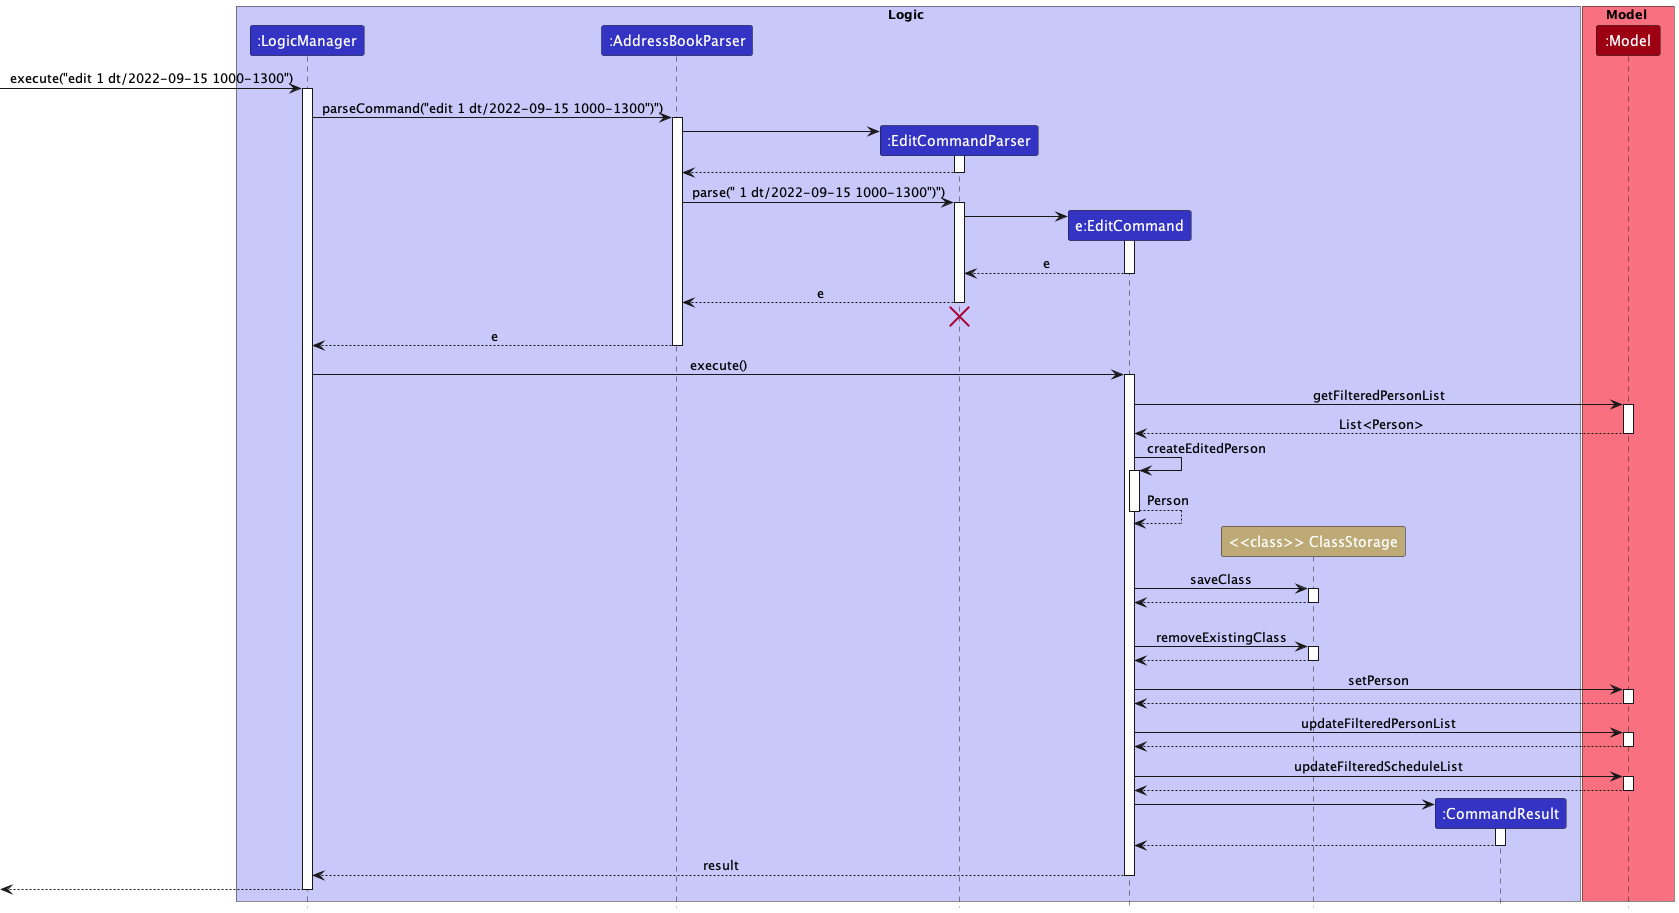 Logic
Model
:LogicManager
:AddressBookParser
:Model
execute("edit 1 dt/2022-09-15 1000-1300")
parseCommand("edit 1 dt/2022-09-15 1000-1300")")
:EditCommandParser
parse(" 1 dt/2022-09-15 1000-1300")")
e:EditCommand
e
e
e
execute()
getFilteredPersonList
List<Person>
createEditedPerson
Person
<<class>> ClassStorage
saveClass
removeExistingClass
setPerson
updateFilteredPersonList
updateFilteredScheduleList
:CommandResult
result